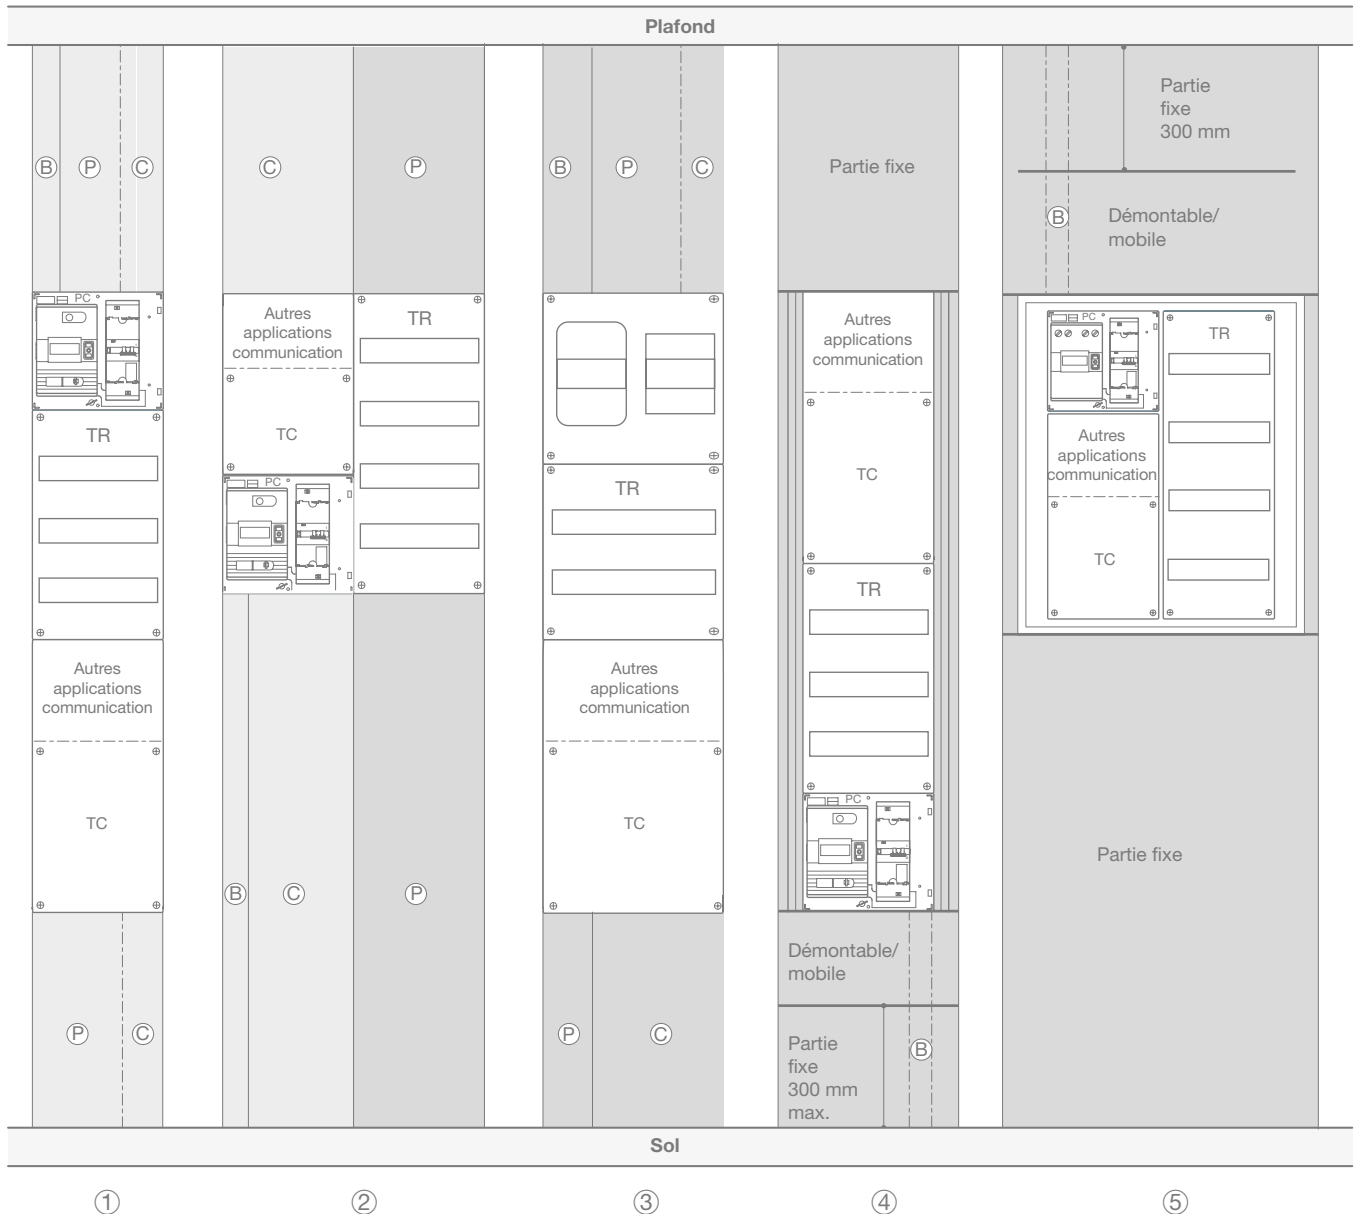 Plafond
Ⓑ
Ⓟ
Ⓒ
PC
TR
Autres
applications
communication
TC
Ⓟ
Ⓒ
Ⓒ
Ⓟ
Autres
applications
communication
TC
PC
TR
Ⓑ
Ⓒ
Ⓟ
Ⓑ
Ⓟ
Ⓒ
TR
Autres
applications
communication
TC
Ⓟ
Ⓒ
Partie fixe
Autres
applications
communication
TC
TR
PC
Démontable/
mobile
Partie
fixe
300 mm
max.
Ⓑ
Partie
fixe
300 mm
Ⓑ
Démontable/
mobile
PC
TR
Autres
applications
communication
TC
Partie fixe
Sol
①
②
③
④
⑤